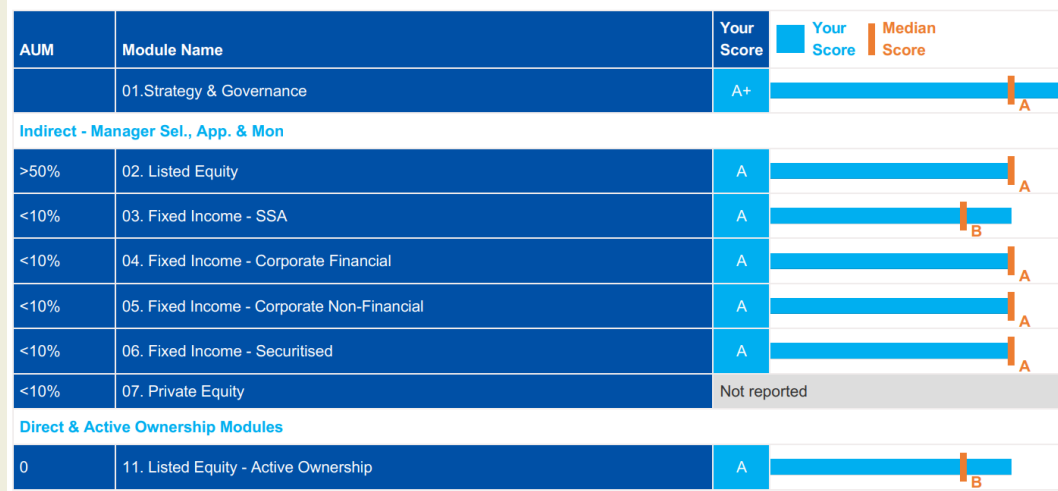 AUM Module Name Your Score Your Score Median Score
01.Strategy & Governance A+ A
Indirect - Manager Sel., App. & Mon
>50% 02. Listed Equity A A
<10% 03. Fixed Income - SSA A B
<10% 04. Fixed Income - Corporate Financial A A
<10% 05. Fixed Income - Corporate Non-Financial A A
<10% 06. Fixed Income - Securitised A A
<10% 07. Private Equity Not reported
Direct & Active Ownership Modules
0 11. Listed Equity - Active Ownership A B